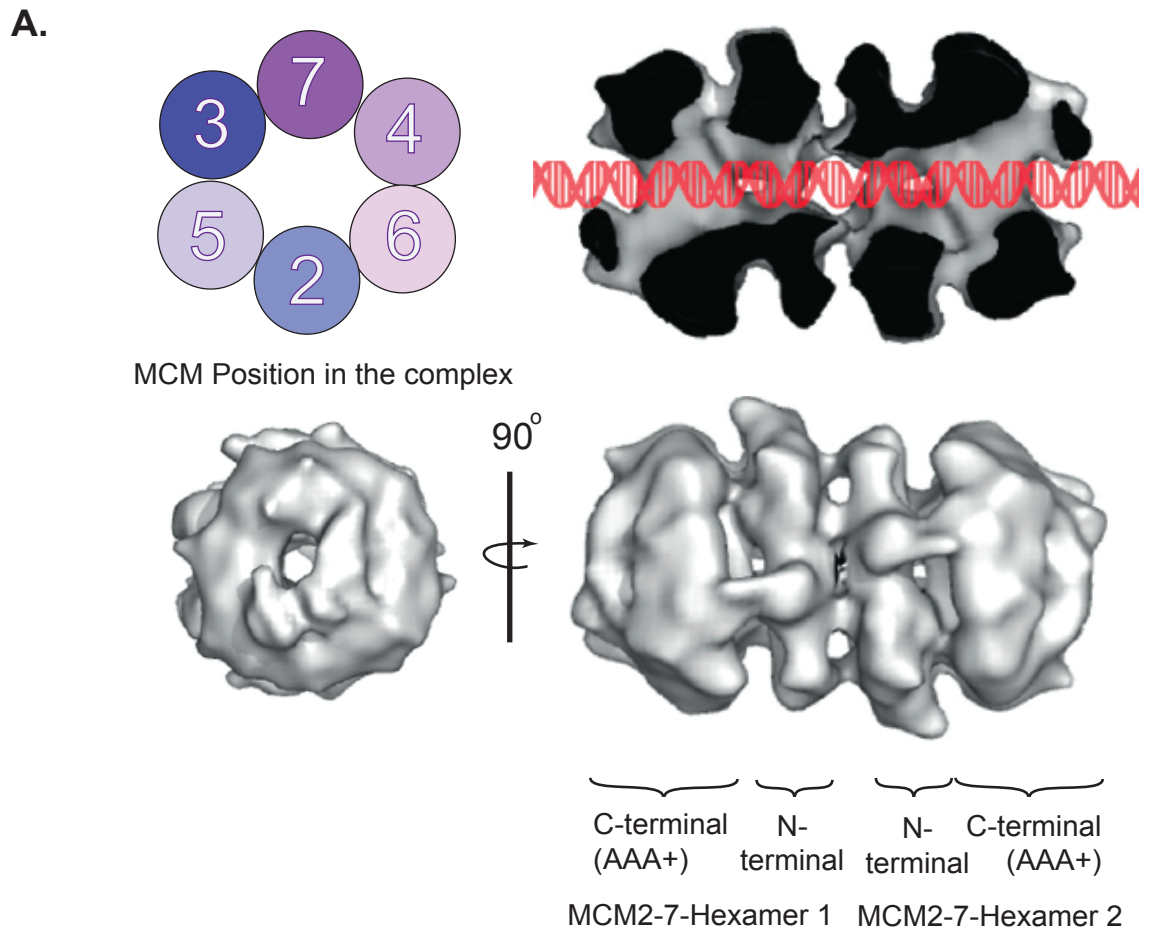 A.
7
3
4
5
6
2
MCM Position in the complex
90°
C-terminal
(AAA+)
N-
terminal
N-
terminal
C-terminal
(AAA+)
MCM2-7-Hexamer 1
MCM2-7-Hexamer 2